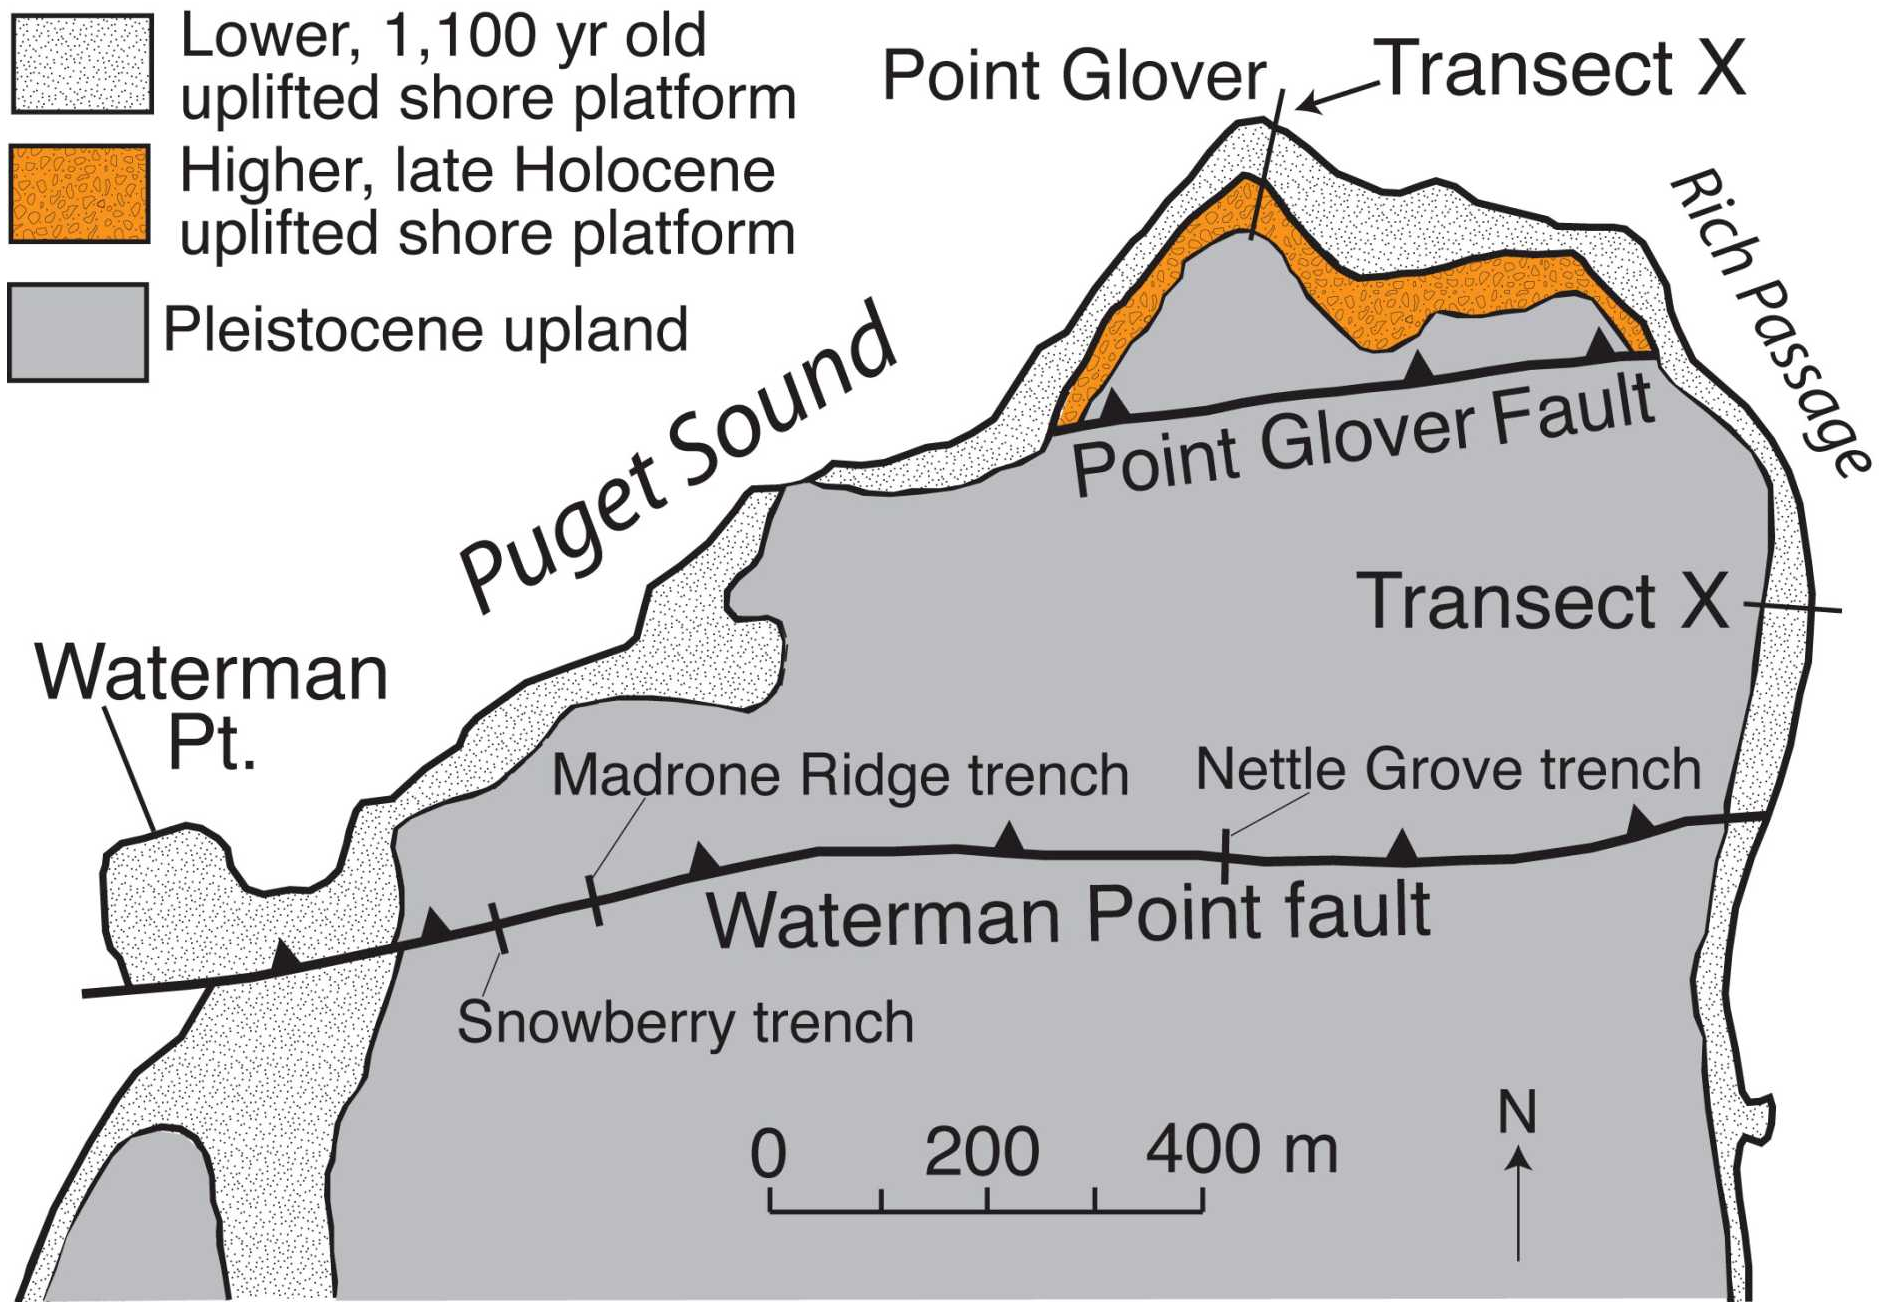 Lower, 1,100 yr old
uplifted shore platform
Higher, late Holocene
uplifted shore platform
Pleistocene upland
Point Glover
Transect X
Rich Passage
Puget Sound
Point Glover Fault
Transect X
Waterman
Pt.
Madrone Ridge trench
Nettle Grove trench
Waterman Point fault
Snowberry trench
0 200 400 m
N